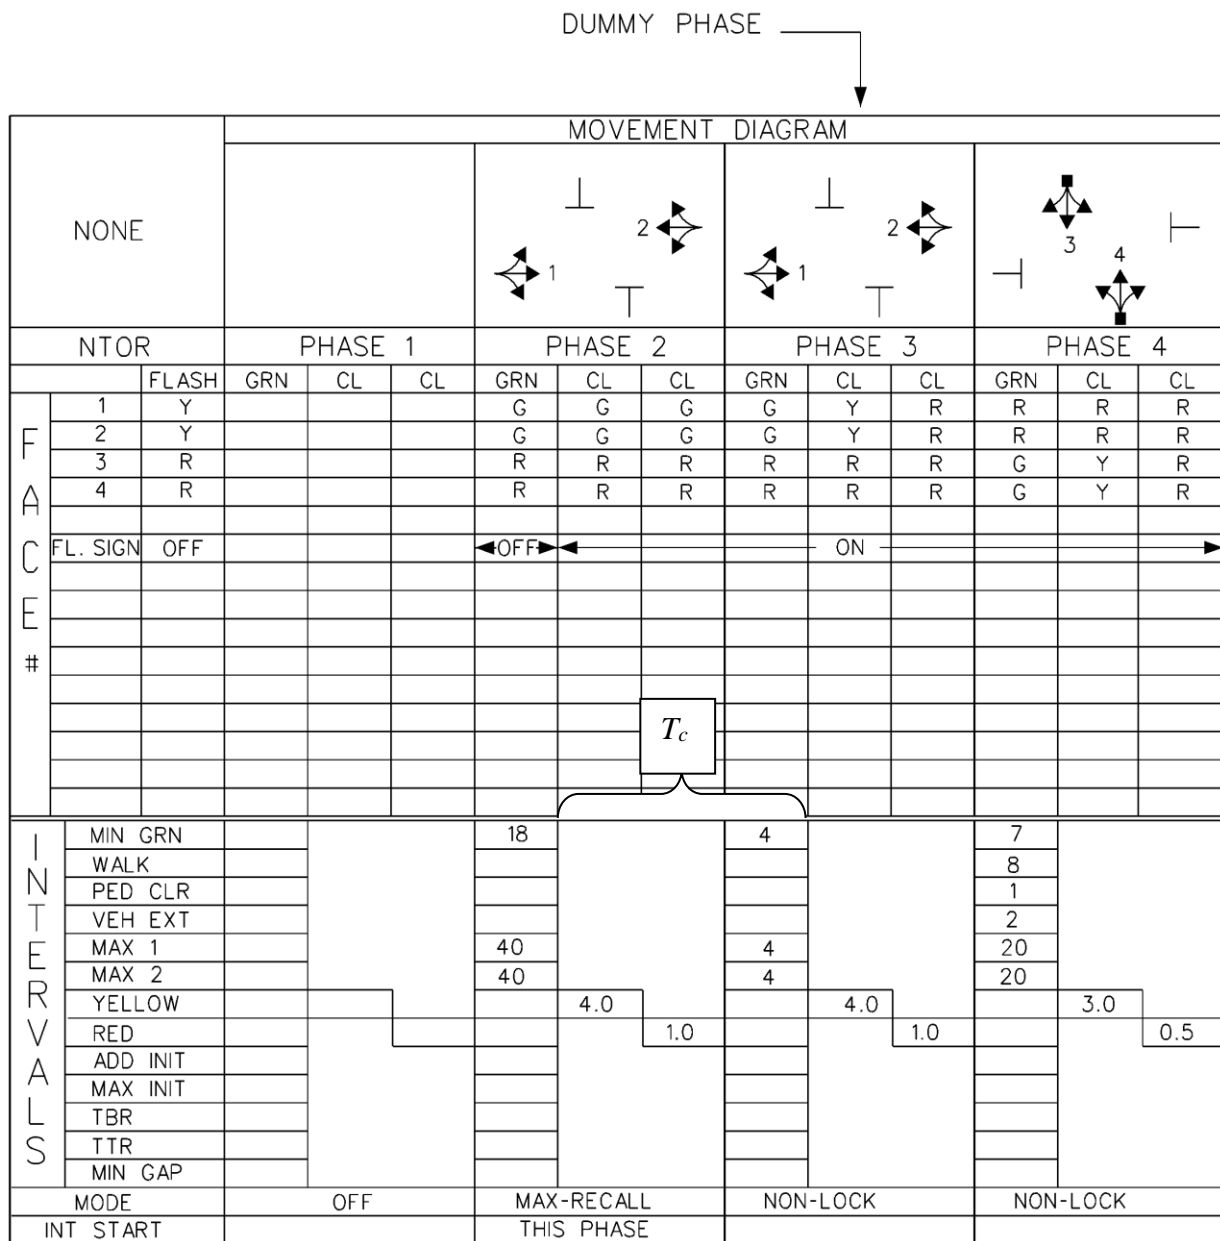 DUMMY PHASE
MOVEMENT DIAGRAM
NONE
1 2
1 2
3 4
NTOR PHASE 1 PHASE 2 PHASE 3 PHASE 4
FLASH GRN CL CL GRN CL CL GRN CL CL GRN CL CL
FACE #
1 Y G G G G Y R R R R
2 Y G G G G Y R R R R
3 R R R R R R R G Y R
4 R R R R R R R G Y R
FL. SIGN OFF OFF ON
Tc
INTERVALS
MIN GRN 18 4 7
WALK 8
PED CLR 1
VEH EXT 2
MAX 1 40 4 20
MAX 2 40 4 20
YELLOW 4.0 4.0 3.0
RED 1.0 1.0 0.5
ADD INIT
MAX INIT
TBR
TTR
MIN GAP
MODE OFF MAX-RECALL NON-LOCK NON-LOCK
INT START THIS PHASE